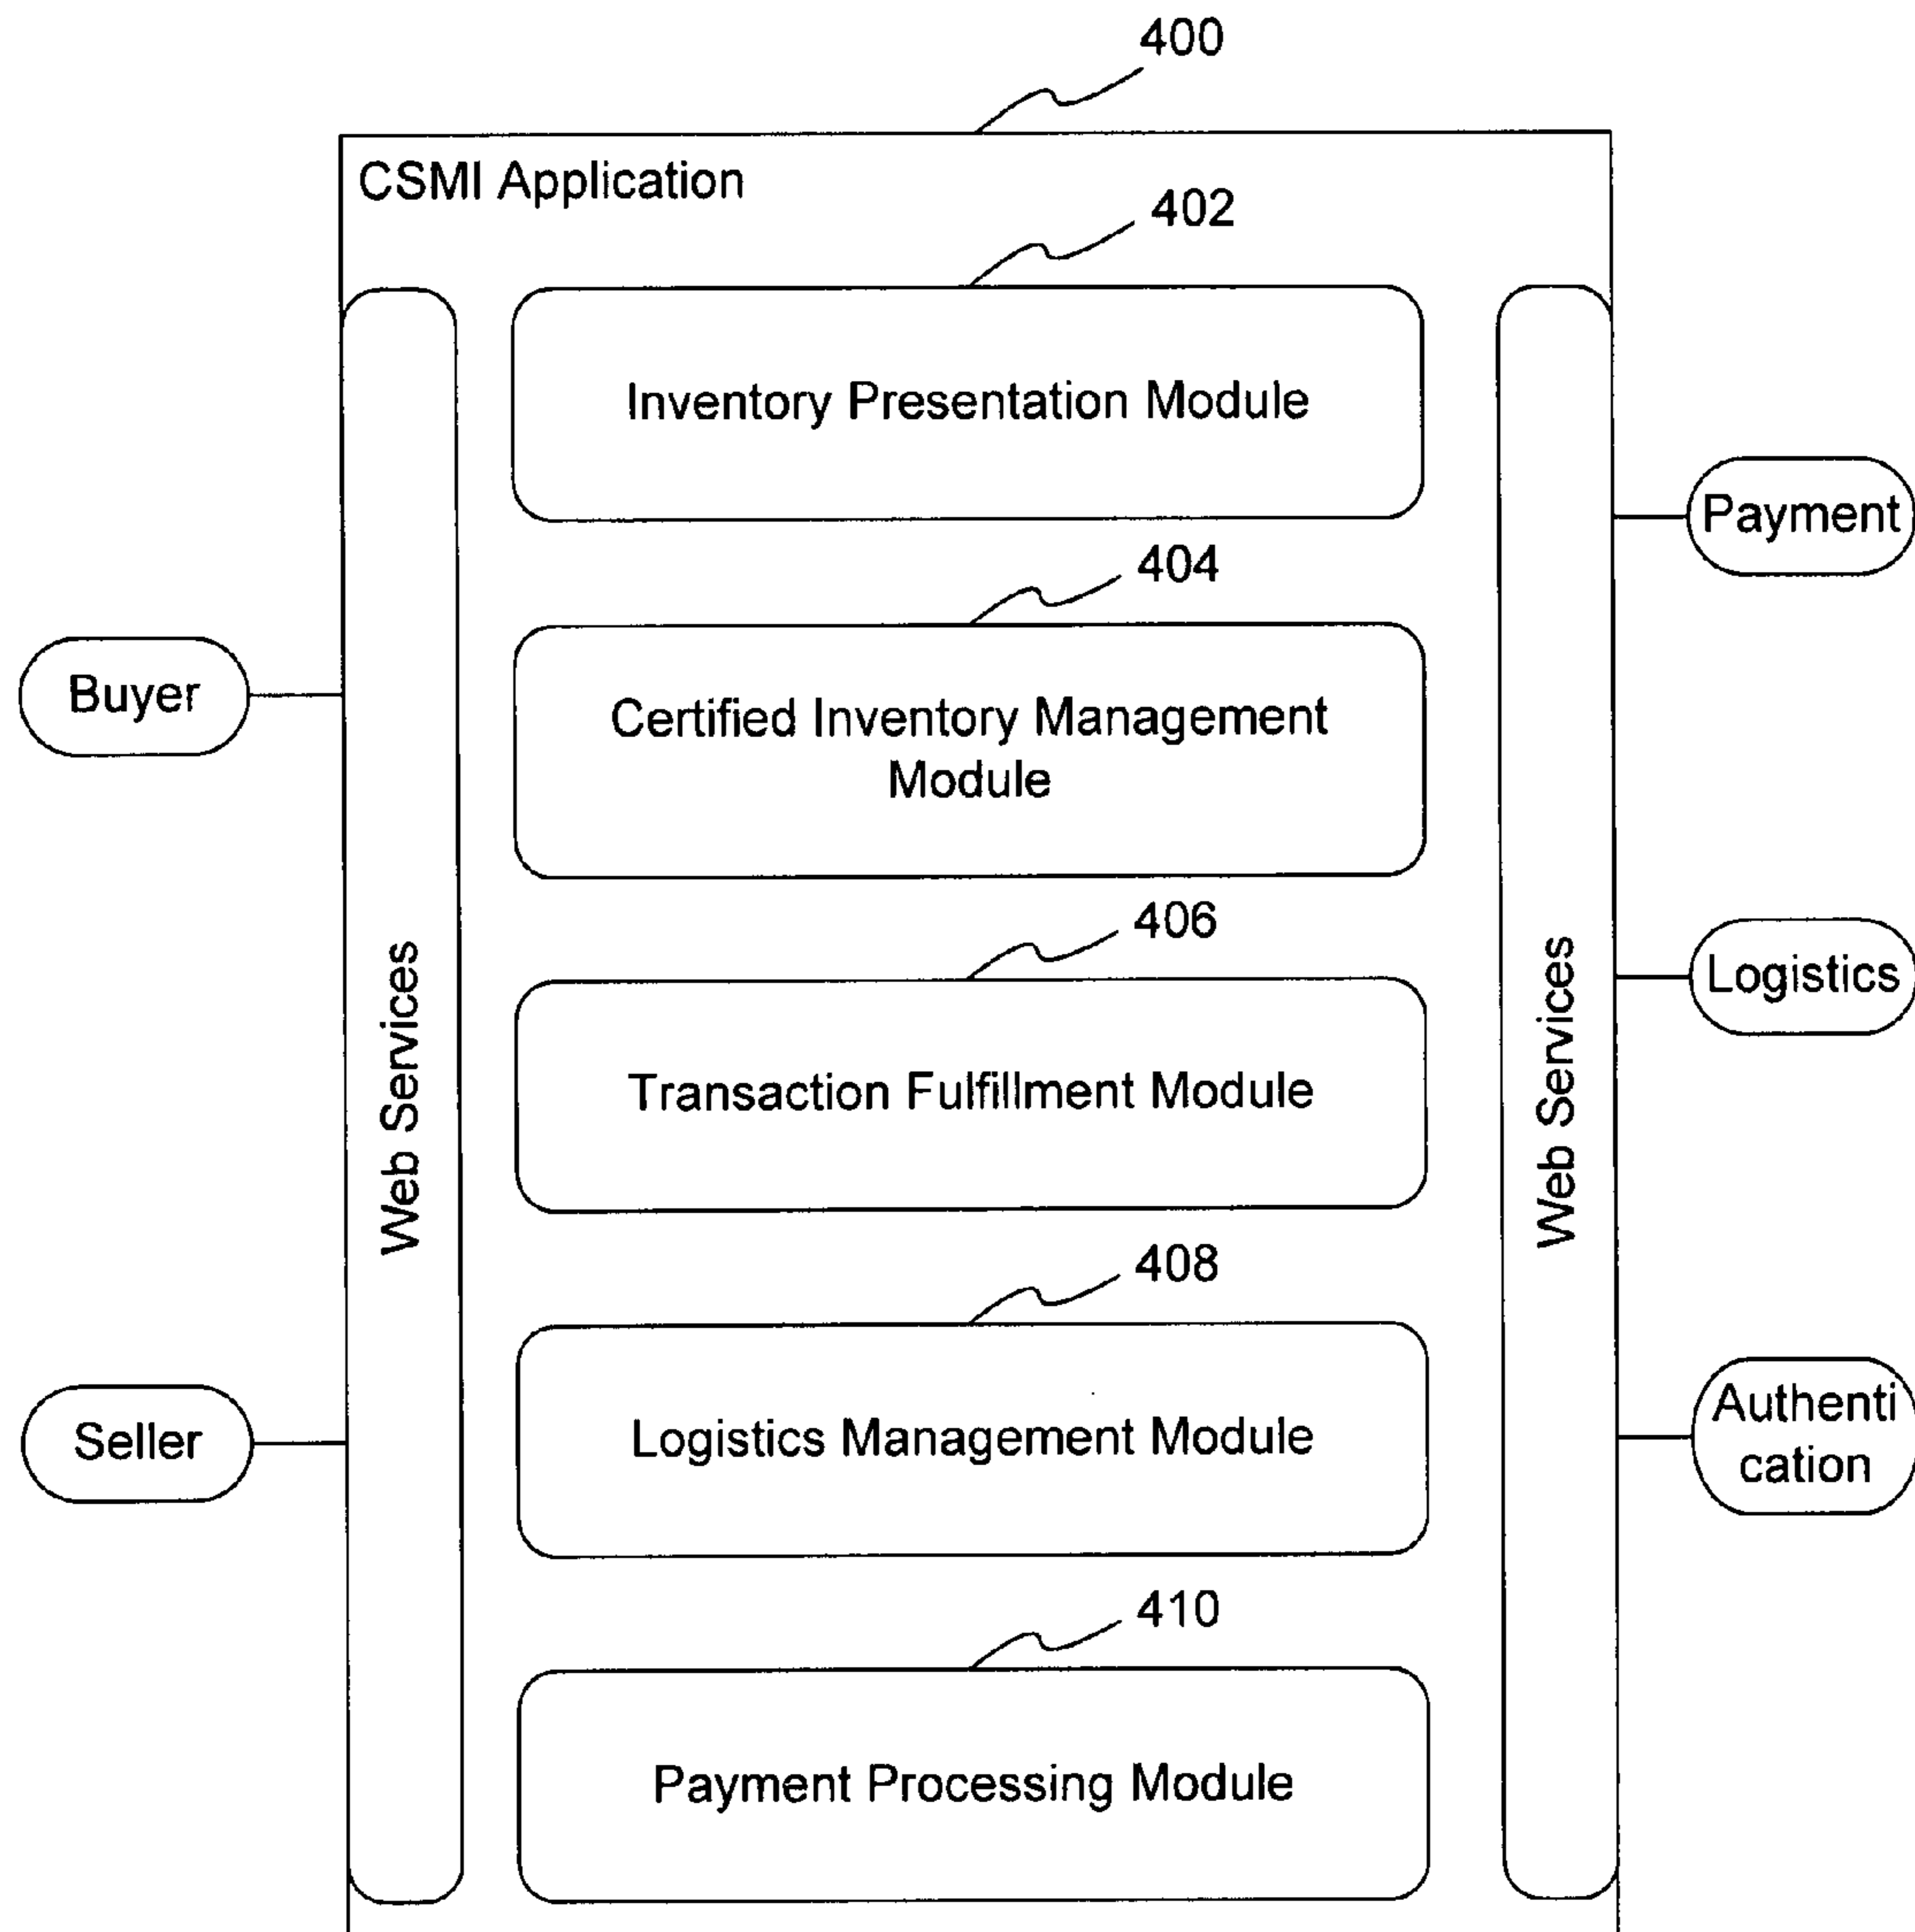 400
CSMI Application
402
Inventory Presentation Module
Payment
404
Buyer
Certified Inventory Management
Module
406
Web Services
Web Services
Logistics
Transaction Fulfillment Module
408
Seller
Logistics Management Module
Authenti
cation
410
Payment Processing Module